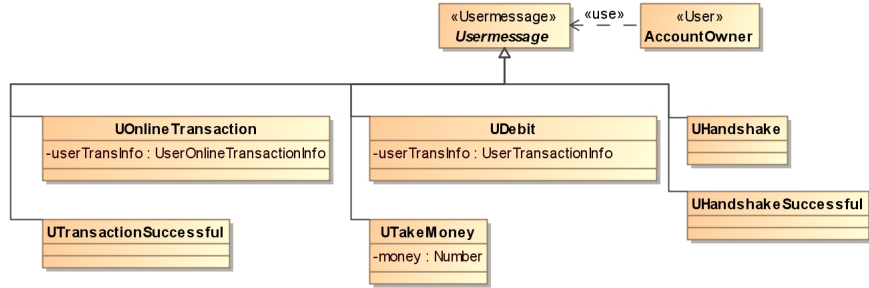 «Usermessage»
Usermessage
«use»
«User»
AccountOwner
UOnlineTransaction
-userTransInfo : UserOnlineTransactionInfo
UDebit
-userTransInfo : UserTransactionInfo
UHandshake
UTransactionSuccessful
UTakeMoney
-money : Number
UHandshakeSuccessful